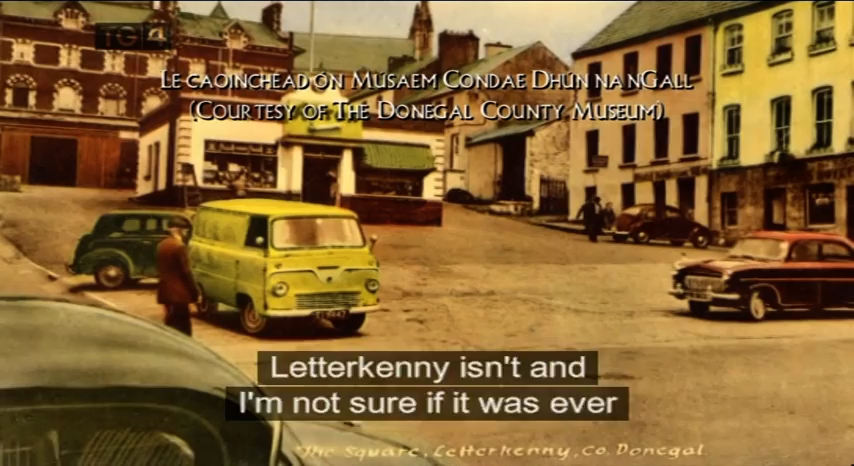 TG4
LE CAOINCHEAD ÓN MUSAEM CONDAE DHÚN NA NGALL
(COURTESY OF THE DONEGAL COUNTY MUSEUM)
Letterkenny isn't and
I'm not sure if it was ever
The Square, Letterkenny, Co. Donegal.